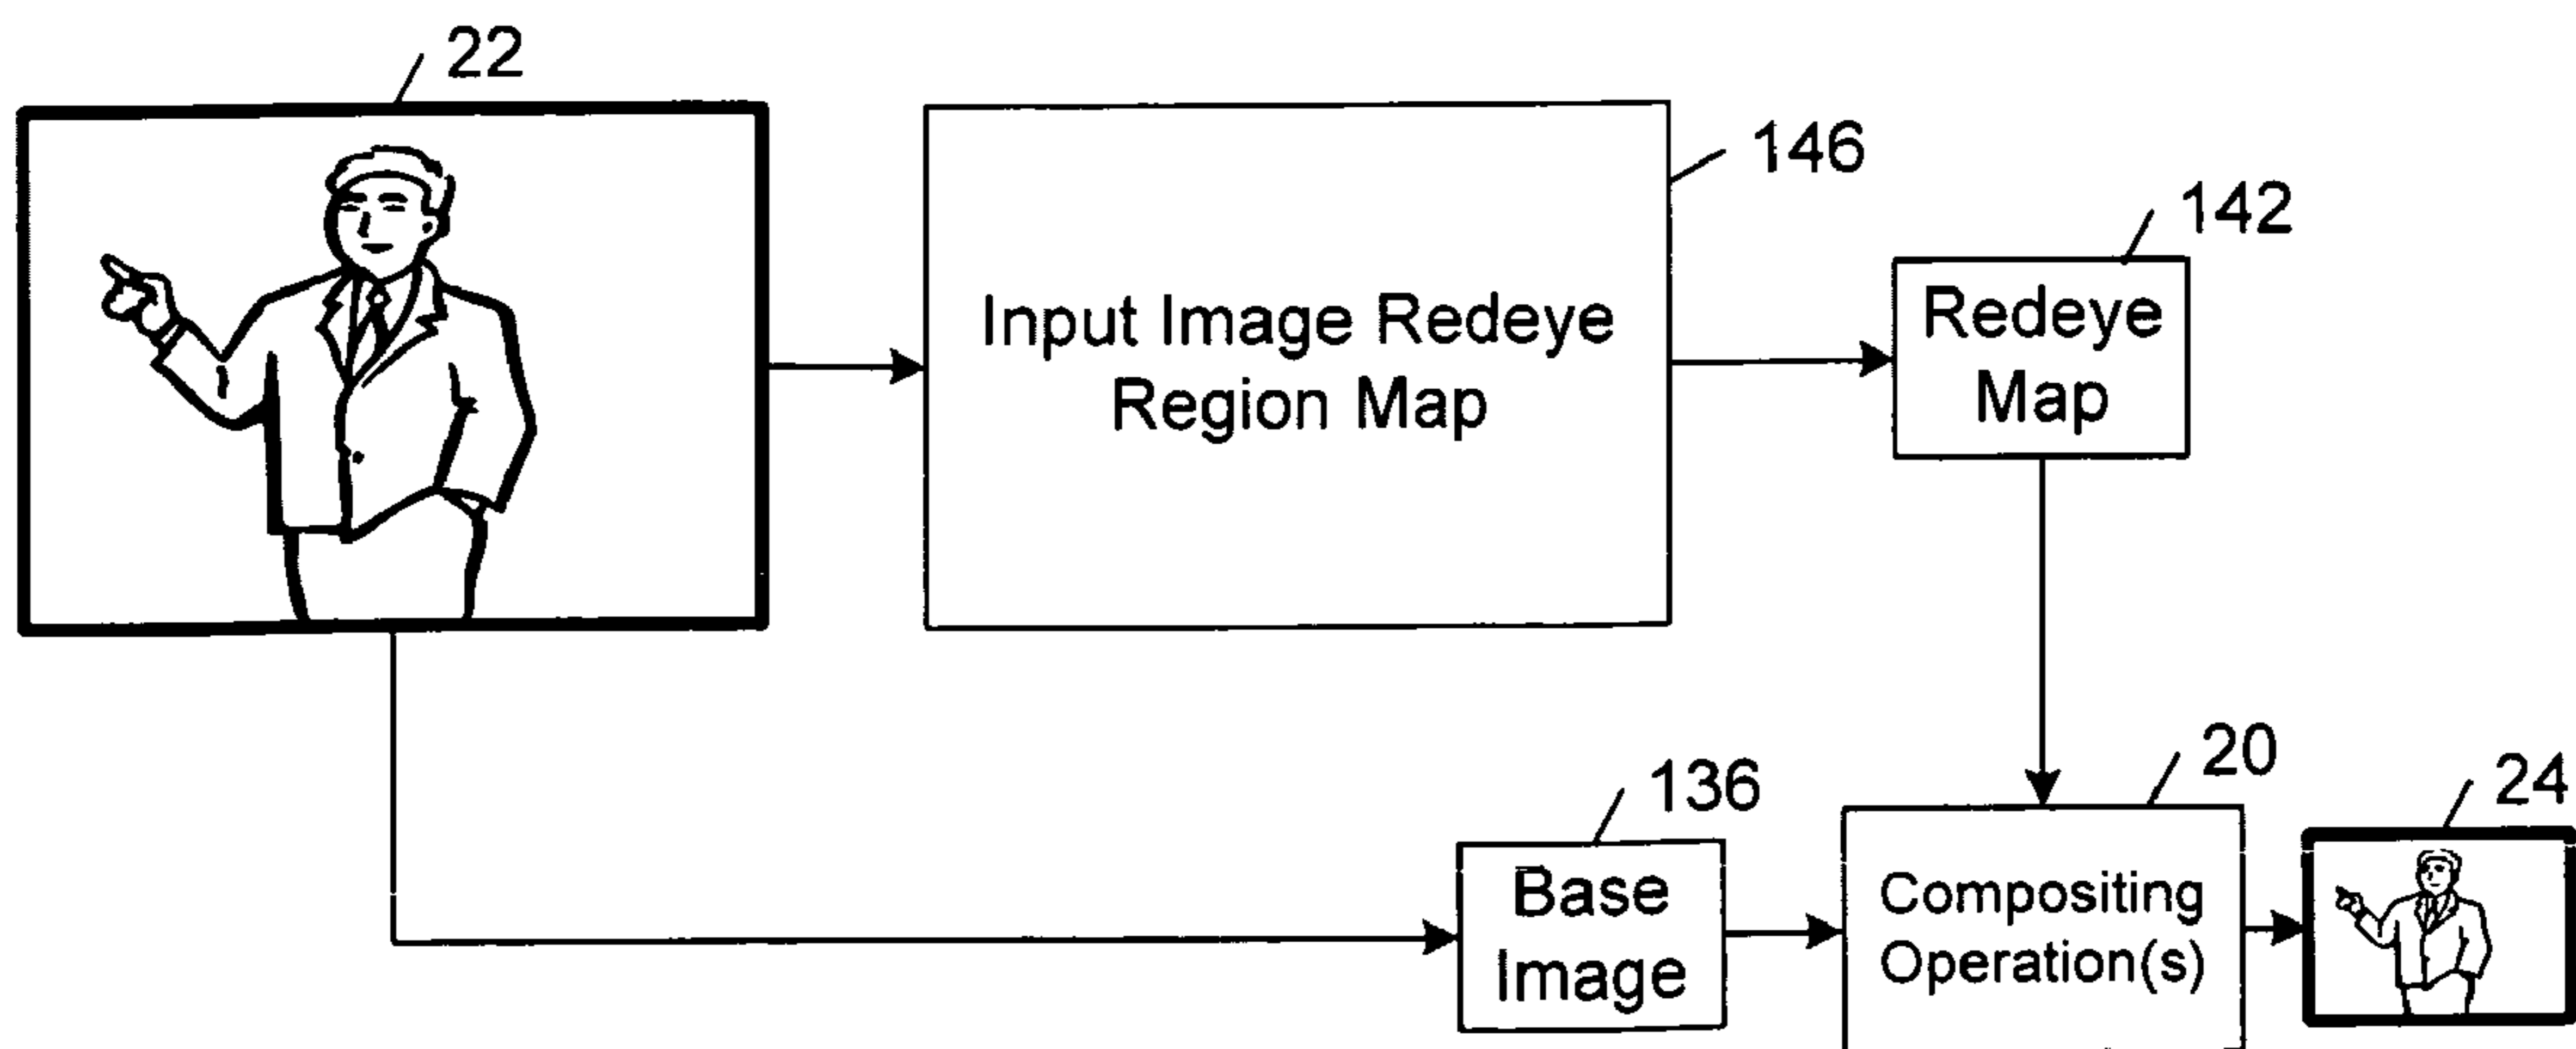 22
146
142
Input Image Redeye
Region Map
Redeye
Map
20
24
136
Base
Image
Compositing
Operation(s)